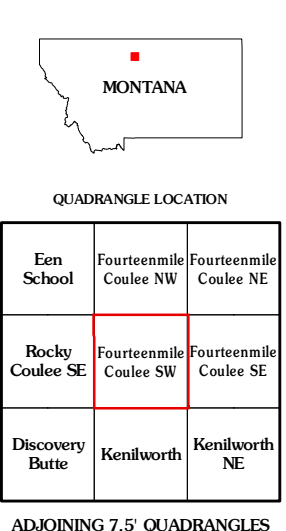 MONTANA
QUADRANGLE LOCATION
Een
School
Fourteenmile
Coulee NW
Fourteenmile
Coulee NE
Rocky
Coulee SE
Fourteenmile
Coulee SW
Fourteenmile
Coulee SE
Discovery
Butte
Kenilworth
Kenilworth
NE
ADJOINING 7.5' QUADRANGLES